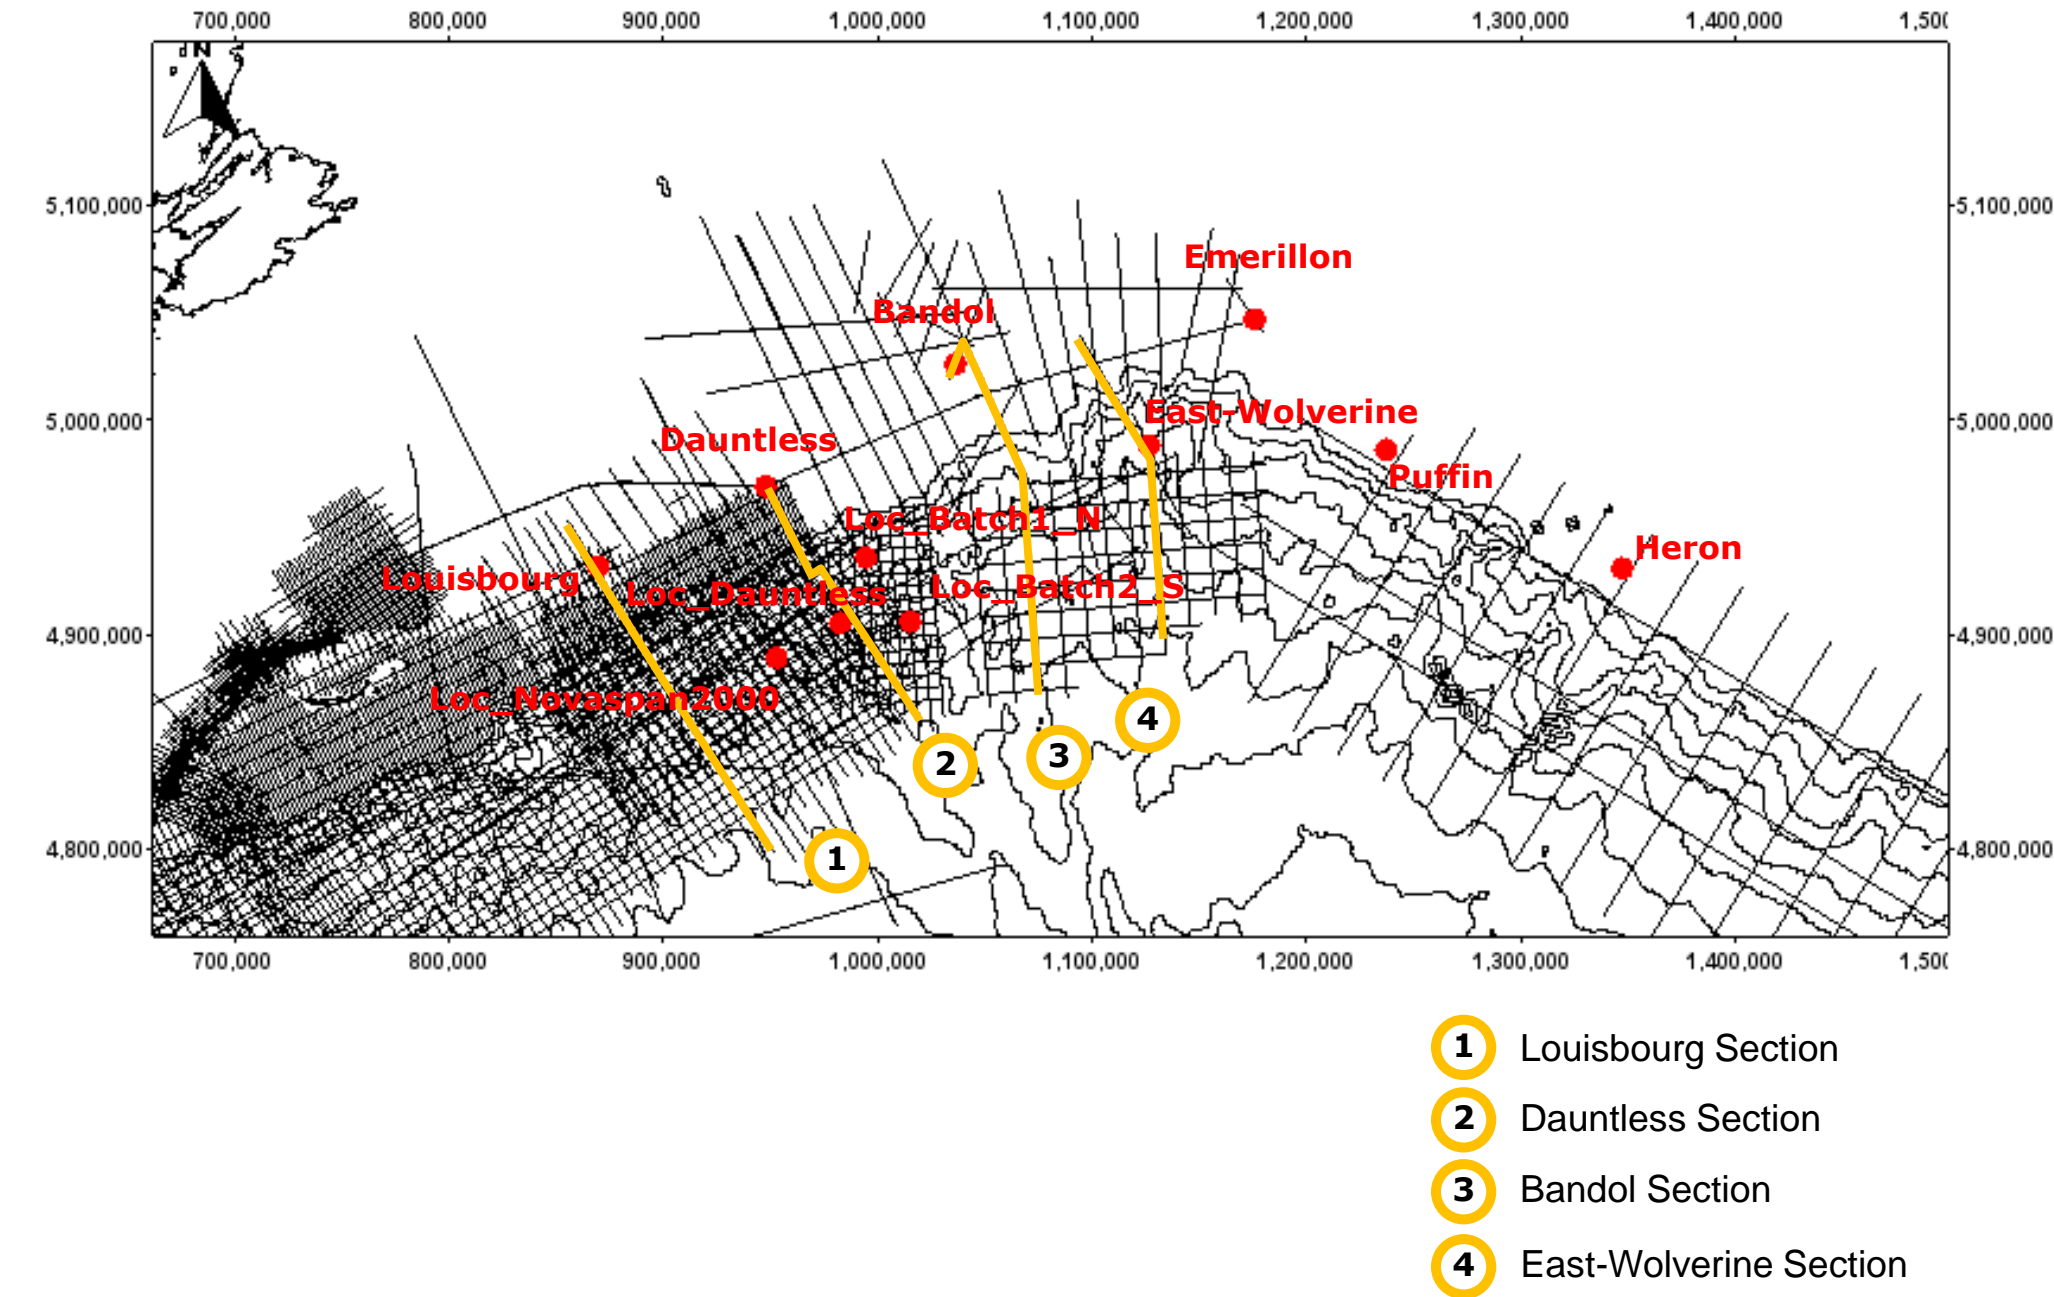 700,000 800,000 900,000 1,000,000 1,100,000 1,200,000 1,300,000 1,400,000
N
5,100,000 5,100,000
Emerillon
Bandol
5,000,000 East-Wolverine 5,000,000
Dauntless
Puffin
Loc_Batch1_N
Heron
Louisbourg Loc_Dauntless Loc_Batch2_S
4,900,000 4,900,000
Loc_Novaspan2000
4
3
2
4,800,000 4,800,000
1
700,000 800,000 900,000 1,000,000 1,100,000 1,200,000 1,300,000 1,400,000
1 Louisbourg Section
2 Dauntless Section
3 Bandol Section
4 East-Wolverine Section